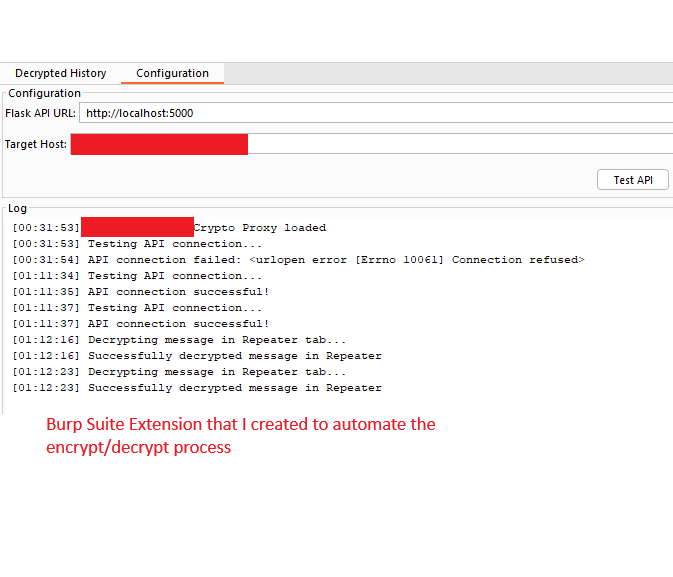 Decrypted History Configuration
Configuration
Flask API URL: http://localhost:5000
Target Host:
Test API
Log
[00:31:53] Crypto Proxy loaded
[00:31:53] Testing API connection...
[00:31:54] API connection failed: <urlopen error [Errno 10061] Connection refused>
[01:11:34] Testing API connection...
[01:11:35] API connection successful!
[01:11:37] Testing API connection...
[01:11:37] API connection successful!
[01:12:16] Decrypting message in Repeater tab...
[01:12:16] Successfully decrypted message in Repeater
[01:12:23] Decrypting message in Repeater tab...
[01:12:23] Successfully decrypted message in Repeater
Burp Suite Extension that I created to automate the
encrypt/decrypt process